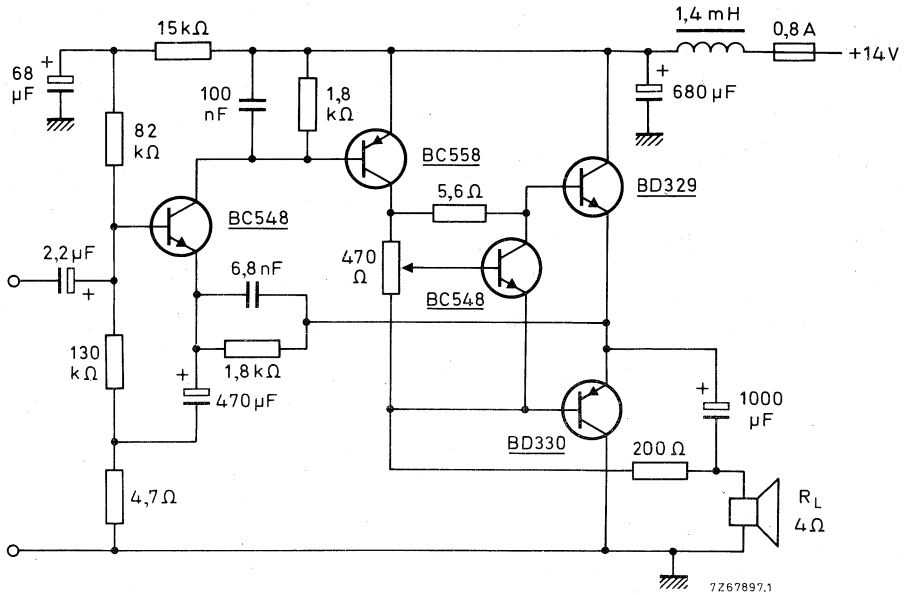 1,4 mH
0,8 A
+14V
15 kΩ
+
68
μF
100
nF
1,8
kΩ
+
680 μF
82
kΩ
BC558
BD329
5,6 Ω
BC548
2,2 μF
+
6,8 nF
470
Ω
BC548
130
kΩ
+
1,8 kΩ
470 μF
+
1000
μF
BD330
200 Ω
4,7 Ω
RL
4 Ω
7Z67897.1